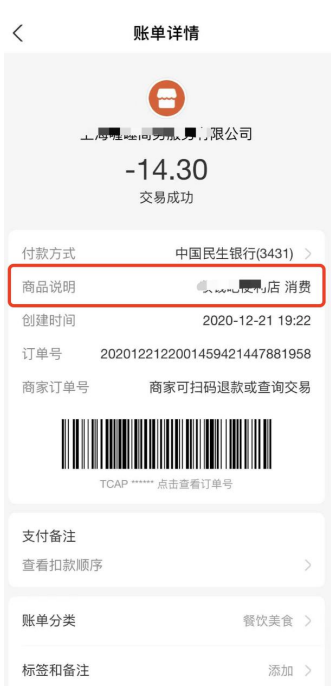 账单详情
限公司
-14.30
交易成功
付款方式 中国民生银行(3431)
商品说明 店 消费
创建时间 2020-12-21 19:22
订单号 2020122122001459421447881958
商家订单号 商家可扫码退款或查询交易
TCAP ****** 点击查看订单号
支付备注
查看扣款顺序
账单分类 餐饮美食
标签和备注 添加